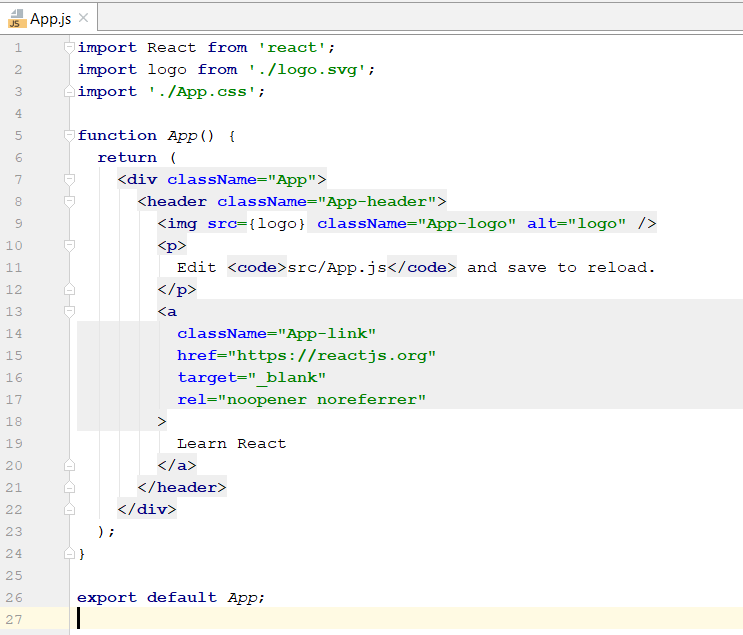 JS App.js
1 import React from 'react';
2 import logo from './logo.svg';
3 import './App.css';
4
5 function App() {
6   return (
7     <div className="App">
8       <header className="App-header">
9         <img src={logo} className="App-logo" alt="logo" />
10         <p>
11           Edit <code>src/App.js</code> and save to reload.
12         </p>
13         <a
14           className="App-link"
15           href="https://reactjs.org"
16           target="_blank"
17           rel="noopener noreferrer"
18         >
19           Learn React
20         </a>
21       </header>
22     </div>
23   );
24 }
25
26 export default App;
27